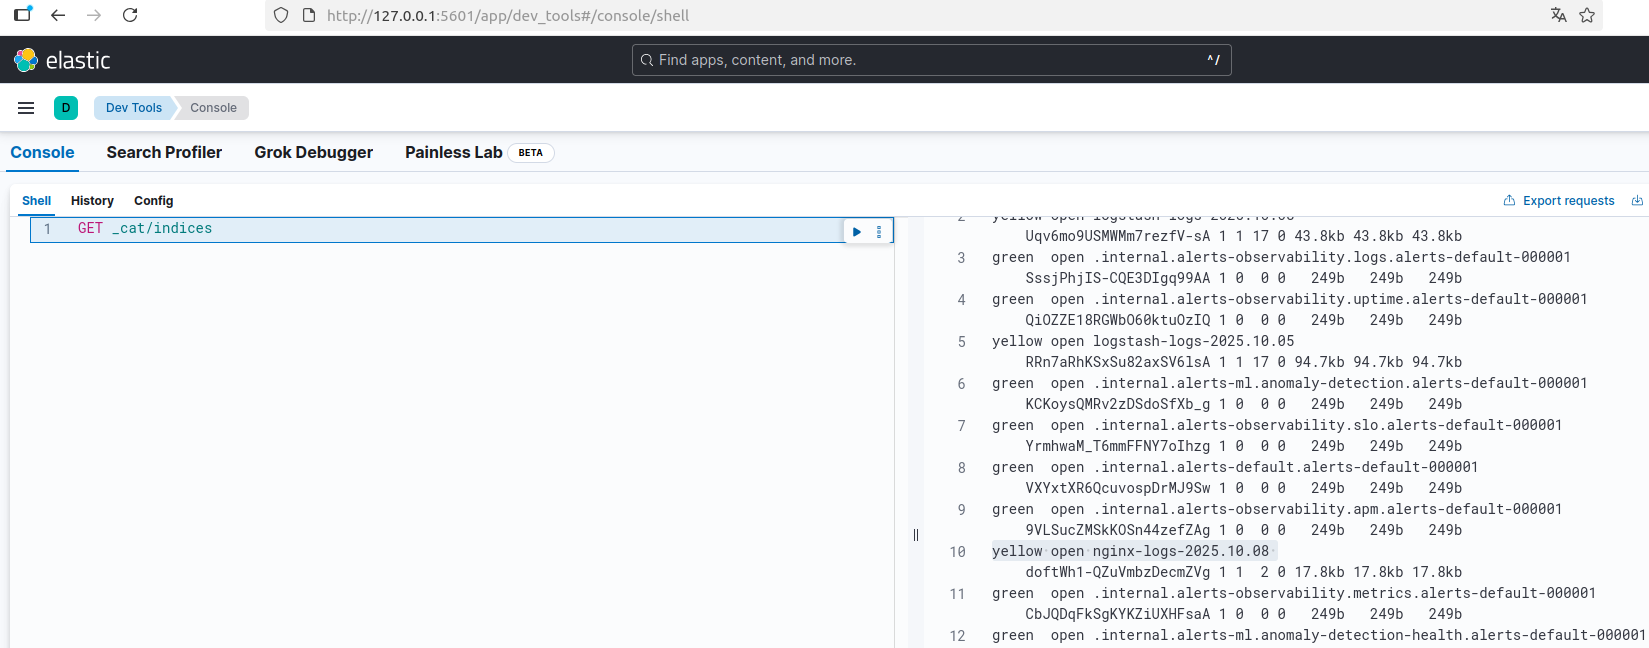 http://127.0.0.1:5601/app/dev_tools#/console/shell
elastic
Find apps, content, and more.
^/
D
Dev Tools
Console
Console
Search Profiler
Grok Debugger
Painless Lab
BETA
Shell
History
Config
Export requests
1 GET _cat/indices
2 yellow open logstash-logs-2025.10.06
Uqv6mo9USMWMm7rezfV-sA 1 1 17 0 43.8kb 43.8kb 43.8kb
3 green open .internal.alerts-observability.logs.alerts-default-000001
SssjPhjIS-CQE3DIgq99AA 1 0 0 0 249b 249b 249b
4 green open .internal.alerts-observability.uptime.alerts-default-000001
QiOZZE18RGWbO60ktuOzIQ 1 0 0 0 249b 249b 249b
5 yellow open logstash-logs-2025.10.05
RRn7aRhKSxSu82axSV6lsA 1 1 17 0 94.7kb 94.7kb 94.7kb
6 green open .internal.alerts-ml.anomaly-detection.alerts-default-000001
KCKoysQMRv2zDSdoSfXb_g 1 0 0 0 249b 249b 249b
7 green open .internal.alerts-observability.slo.alerts-default-000001
YrmhwaM_T6mmFFNY7oIhzg 1 0 0 0 249b 249b 249b
8 green open .internal.alerts-default.alerts-default-000001
VXYxtXR6QcuvospDrMJ9Sw 1 0 0 0 249b 249b 249b
9 green open .internal.alerts-observability.apm.alerts-default-000001
9VLSucZMSkKOSn44zefZAg 1 0 0 0 249b 249b 249b
10 yellow open nginx-logs-2025.10.08
doftWh1-QZuVmbzDecmZVg 1 1 2 0 17.8kb 17.8kb 17.8kb
11 green open .internal.alerts-observability.metrics.alerts-default-000001
CbJQDqFkSgKYKZiUXHFsaA 1 0 0 0 249b 249b 249b
12 green open .internal.alerts-ml.anomaly-detection-health.alerts-default-000001